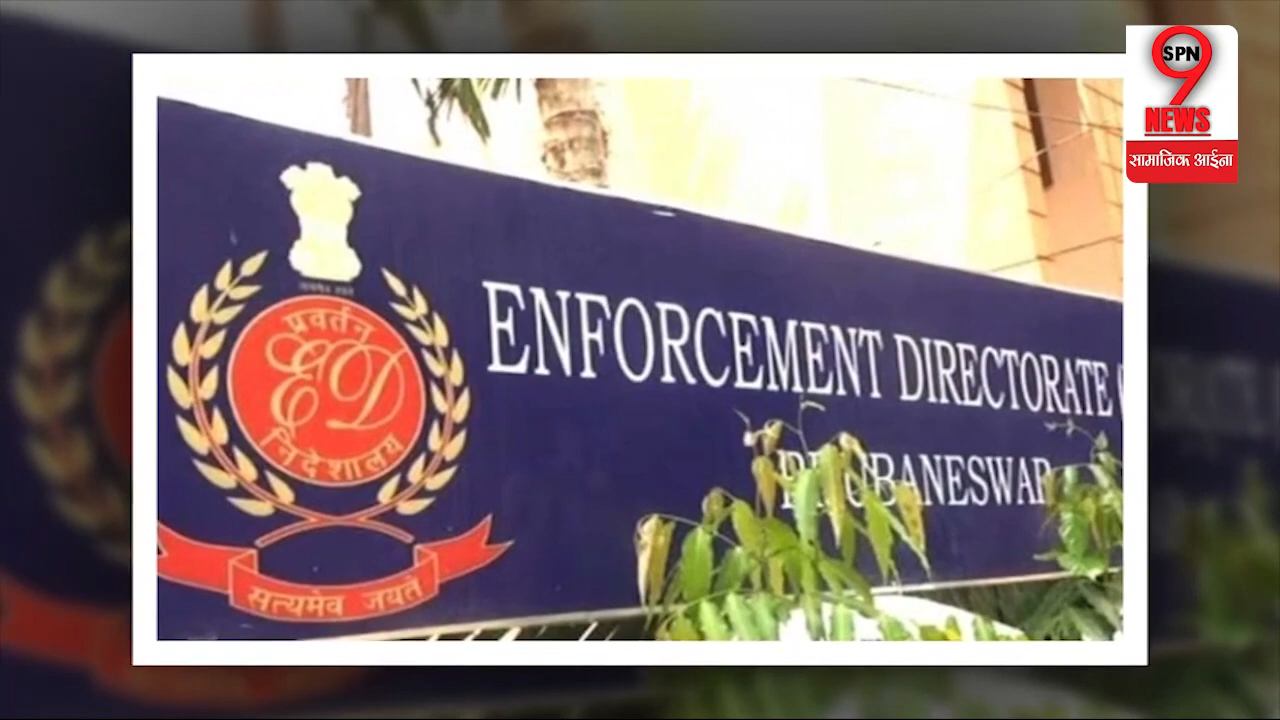 SPN
9
NEWS
सामाजिक आईना
प्रवर्तन
ED
निदेशालय
सत्यमेव जयते
ENFORCEMENT DIRECTORATE (
BHUBANESWAR